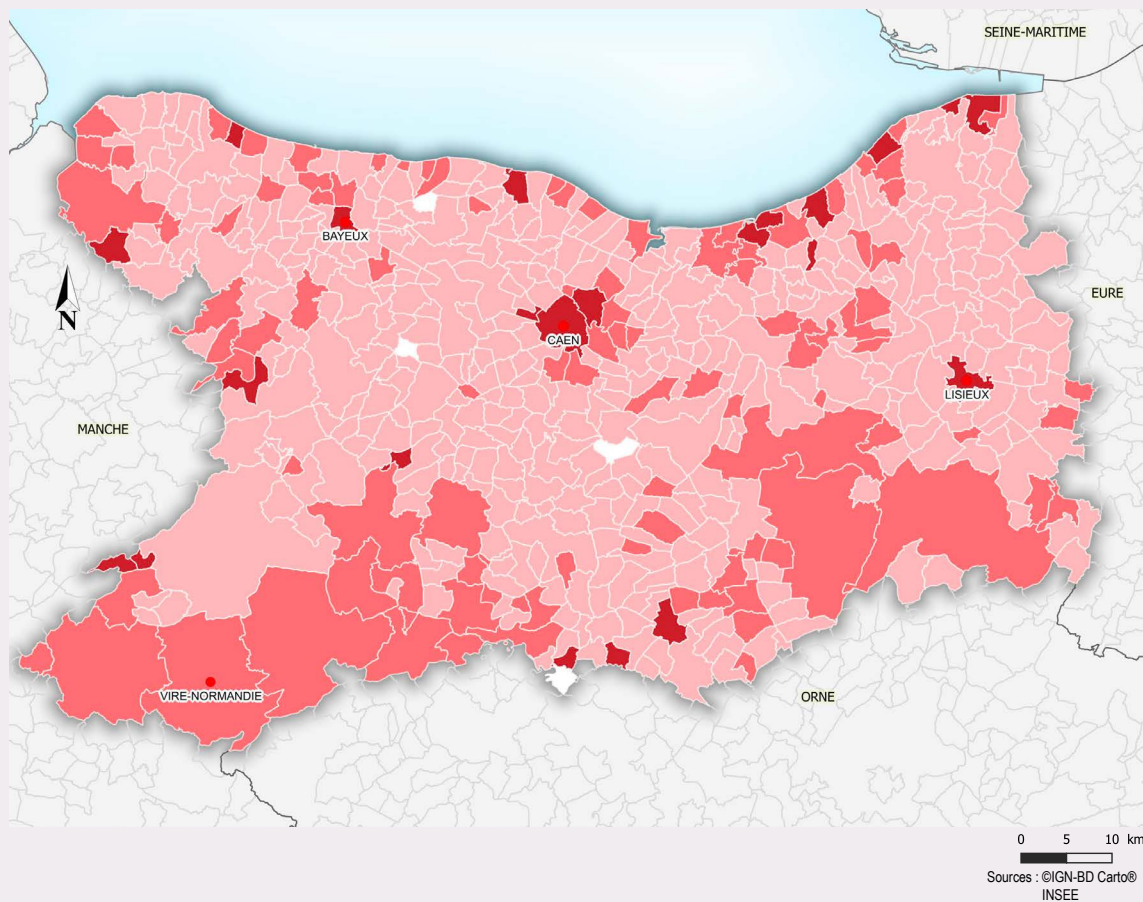 SEINE-MARITIME
BAYEUX
EURE
N
CAEN
LISIEUX
MANCHE
VIRE-NORMANDIE
ORNE
0 5 10 km
Sources : ©IGN-BD Carto®
INSEE